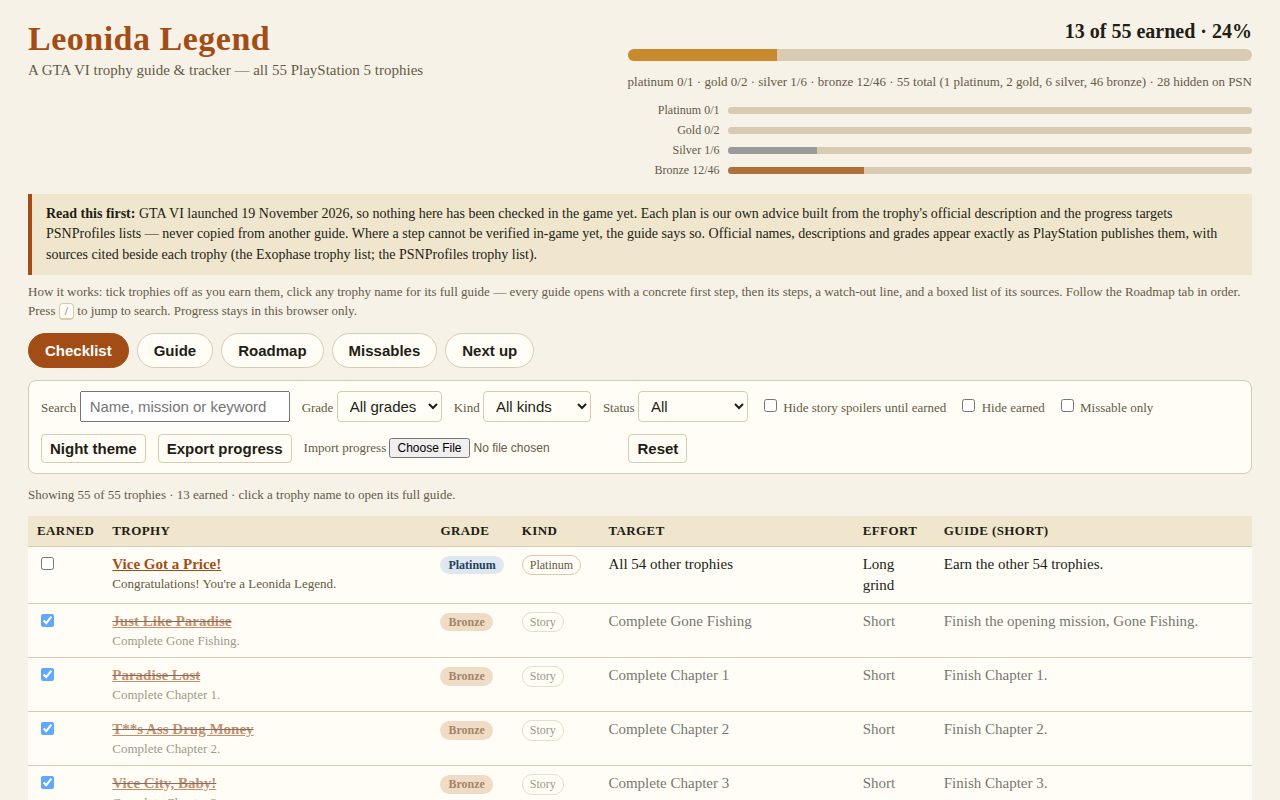 Leonida Legend
A GTA VI trophy guide & tracker — all 55 PlayStation 5 trophies
13 of 55 earned · 24%
platinum 0/1 · gold 0/2 · silver 1/6 · bronze 12/46 · 55 total (1 platinum, 2 gold, 6 silver, 46 bronze) · 28 hidden on PSN
Platinum 0/1
Gold 0/2
Silver 1/6
Bronze 12/46
Read this first: GTA VI launched 19 November 2026, so nothing here has been checked in the game yet. Each plan is our own advice built from the trophy's official description and the progress targets
PSNProfiles lists — never copied from another guide. Where a step cannot be verified in-game yet, the guide says so. Official names, descriptions and grades appear exactly as PlayStation publishes them, with
sources cited beside each trophy (the Exophase trophy list; the PSNProfiles trophy list).
How it works: tick trophies off as you earn them, click any trophy name for its full guide — every guide opens with a concrete first step, then its steps, a watch-out line, and a boxed list of its sources. Follow the Roadmap tab in order.
Press / to jump to search. Progress stays in this browser only.
Checklist Guide Roadmap Missables Next up
Search Name, mission or keyword Grade All grades Kind All kinds Status All Hide story spoilers until earned Hide earned Missable only
Night theme Export progress Import progress Choose File No file chosen Reset
Showing 55 of 55 trophies · 13 earned · click a trophy name to open its full guide.
EARNED TROPHY GRADE KIND TARGET EFFORT GUIDE (SHORT)
Vice Got a Price! Platinum Platinum All 54 other trophies Long grind Earn the other 54 trophies.
Congratulations! You're a Leonida Legend.
Just Like Paradise Bronze Story Complete Gone Fishing Short Finish the opening mission, Gone Fishing.
Complete Gone Fishing.
Paradise Lost Bronze Story Complete Chapter 1 Short Finish Chapter 1.
Complete Chapter 1.
T**s Ass Drug Money Bronze Story Complete Chapter 2 Short Finish Chapter 2.
Complete Chapter 2.
Vice City, Baby! Bronze Story Complete Chapter 3 Short Finish Chapter 3.